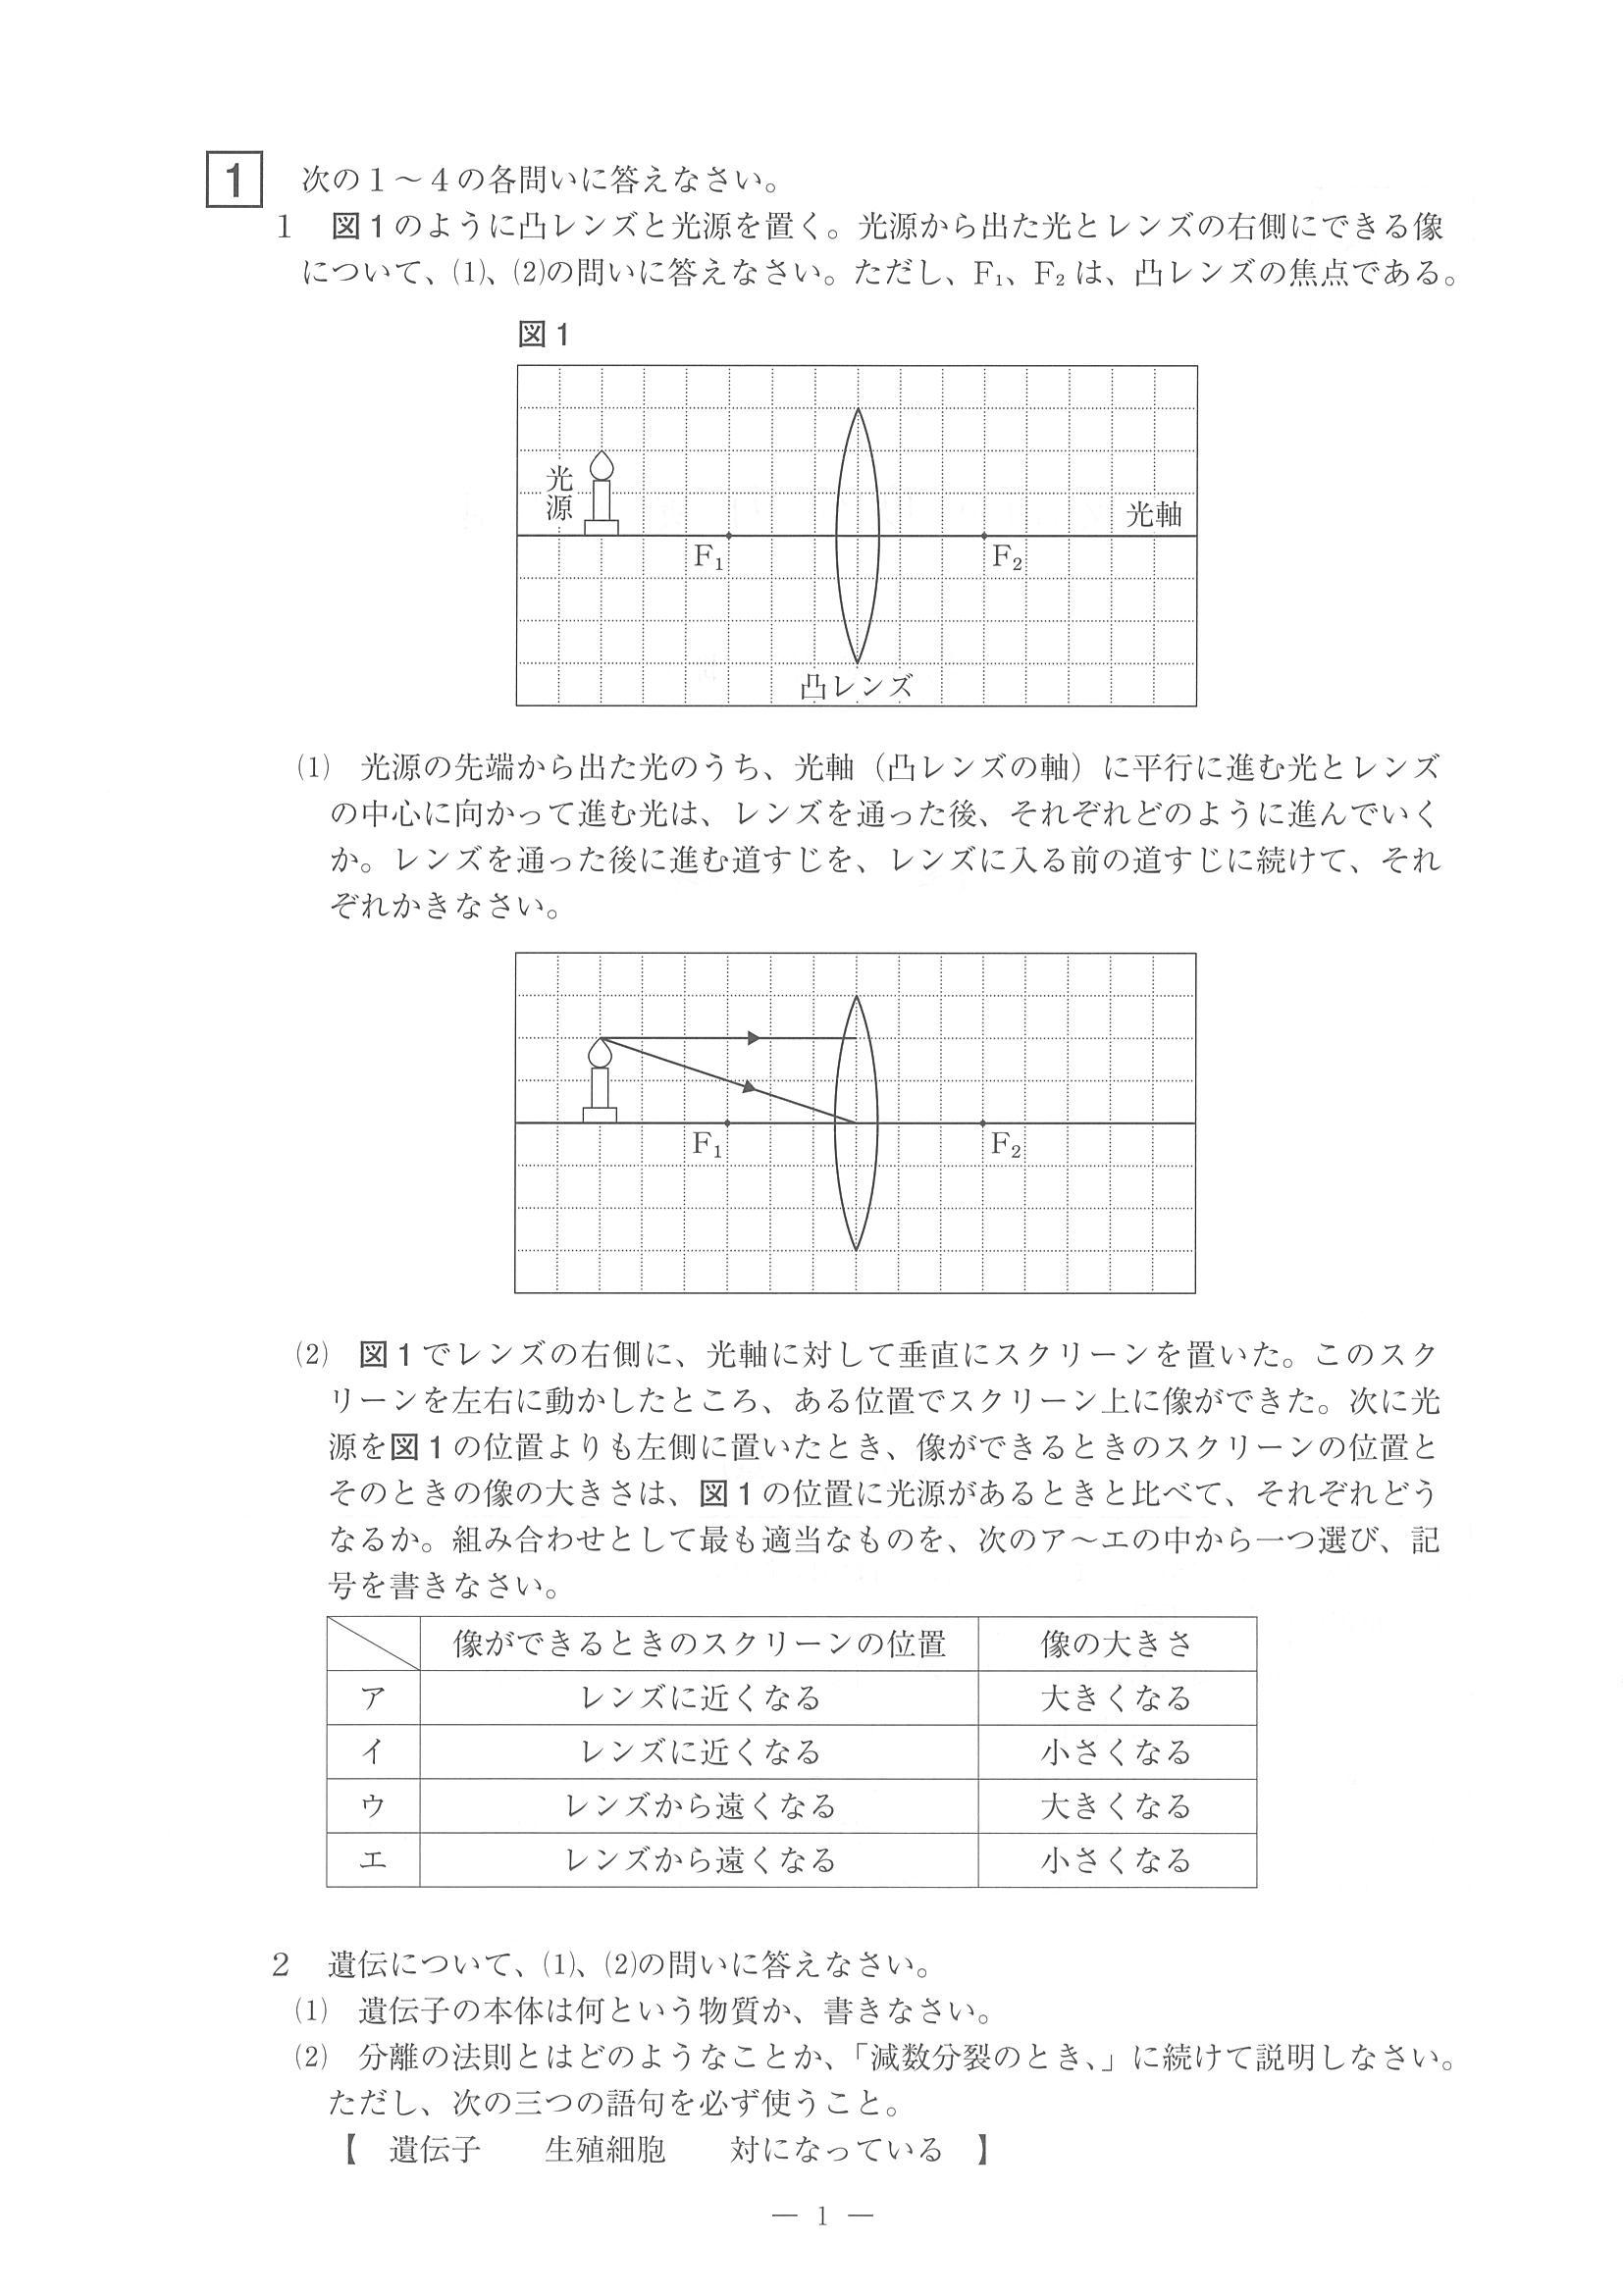 1 次の１～４の各問いに答えなさい。
１ 図１のように凸レンズと光源を置く。光源から出た光とレンズの右側にできる像
について、⑴、⑵の問いに答えなさい。ただし、F₁、F₂ は、凸レンズの焦点である。
図１
光源
光軸
F₁
F₂
凸レンズ
⑴ 光源の先端から出た光のうち、光軸（凸レンズの軸）に平行に進む光とレンズ
の中心に向かって進む光は、レンズを通った後、それぞれどのように進んでいく
か。レンズを通った後に進む道すじを、レンズに入る前の道すじに続けて、それ
ぞれかきなさい。
F₁
F₂
⑵ 図１でレンズの右側に、光軸に対して垂直にスクリーンを置いた。このスク
リーンを左右に動かしたところ、ある位置でスクリーン上に像ができた。次に光
源を図１の位置よりも左側に置いたとき、像ができるときのスクリーンの位置と
そのときの像の大きさは、図１の位置に光源があるときと比べて、それぞれどう
なるか。組み合わせとして最も適当なものを、次のア～エの中から一つ選び、記
号を書きなさい。
像ができるときのスクリーンの位置 像の大きさ
ア レンズに近くなる 大きくなる
イ レンズに近くなる 小さくなる
ウ レンズから遠くなる 大きくなる
エ レンズから遠くなる 小さくなる
２ 遺伝について、⑴、⑵の問いに答えなさい。
⑴ 遺伝子の本体は何という物質か、書きなさい。
⑵ 分離の法則とはどのようなことか、「減数分裂のとき、」に続けて説明しなさい。
ただし、次の三つの語句を必ず使うこと。
【 遺伝子 生殖細胞 対になっている 】
― 1 ―